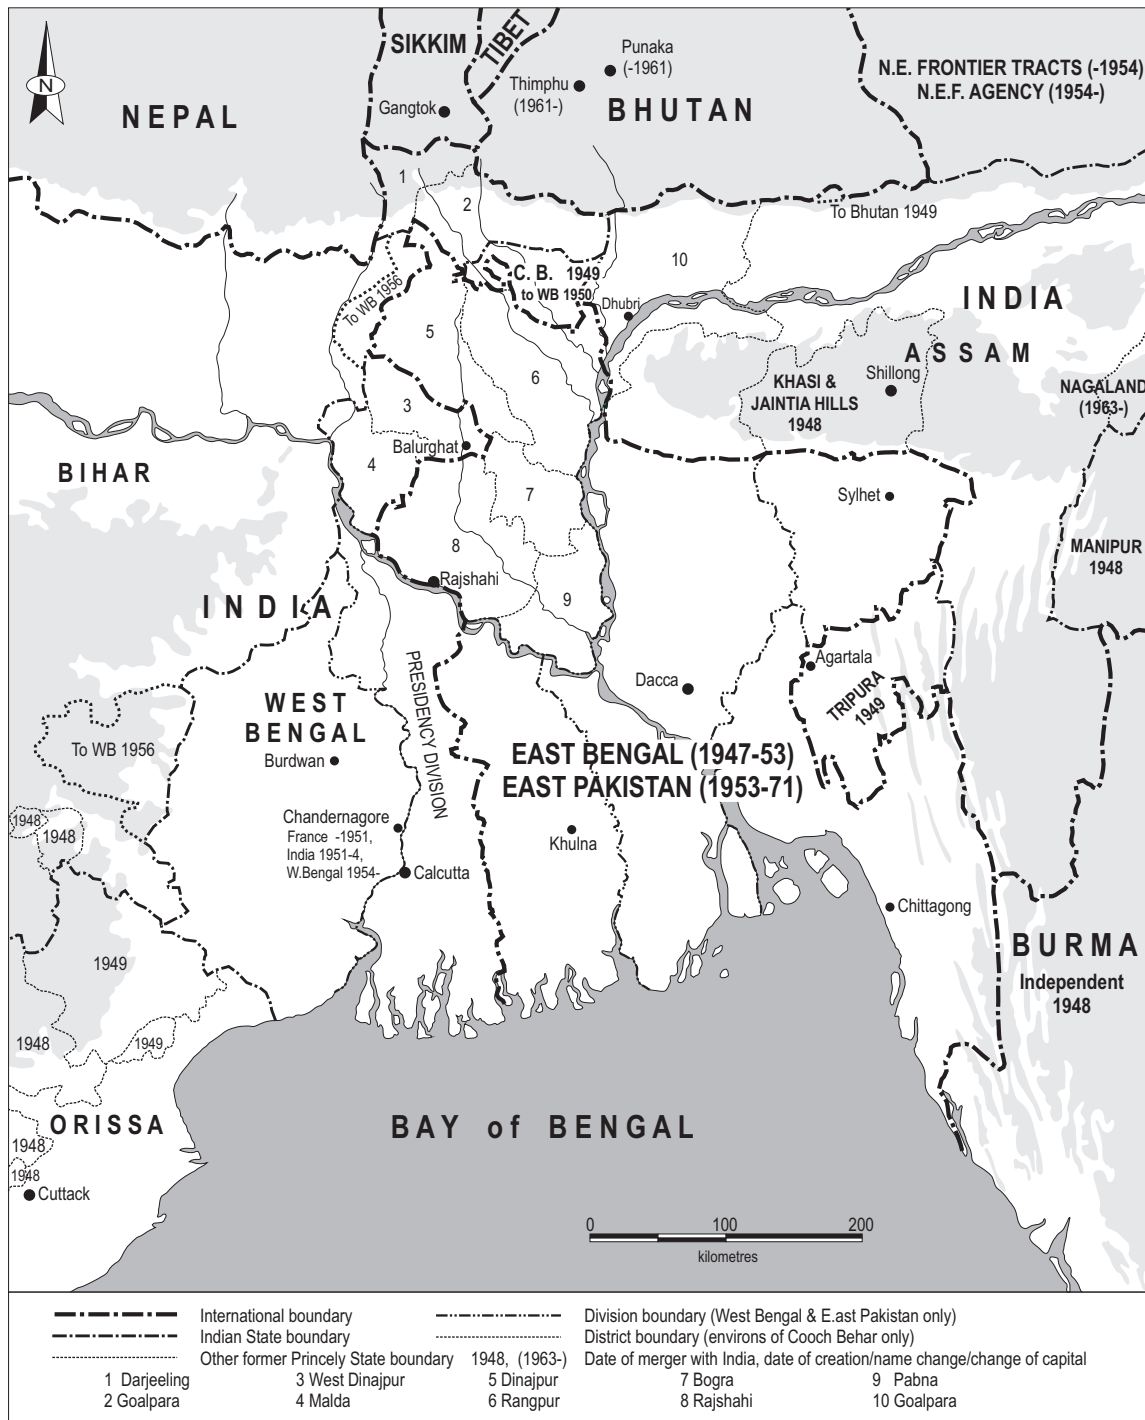 SIKKIM
TIBET
Punaka
(-1961)
Thimphu
(1961-)
N.E. FRONTIER TRACTS (-1954)
N.E.F. AGENCY (1954-)
N
NEPAL
Gangtok
BHUTAN
1
2
To Bhutan 1949
10
C. B. 1949
to WB 1950
To WB 1956
Dhubri
INDIA
5
ASSAM
6
KHASI &
JAINTIA HILLS
1948
Shillong
NAGALAND
(1963-)
3
Balurghat
BIHAR
4
7
Sylhet
8
MANIPUR
1948
Rajshahi
9
INDIA
PRESIDENCY DIVISION
Agartala
Dacca
TRIPURA
1949
WEST
BENGAL
To WB 1956
Burdwan
EAST BENGAL (1947-53)
EAST PAKISTAN (1953-71)
1948
1948
Chandernagore
France -1951,
India 1951-4,
W.Bengal 1954-
Khulna
Calcutta
Chittagong
BURMA
Independent
1948
1949
1948
1949
ORISSA
BAY of BENGAL
1948
1948
Cuttack
0 100 200
kilometres
International boundary
Division boundary (West Bengal & E.ast Pakistan only)
Indian State boundary
District boundary (environs of Cooch Behar only)
Other former Princely State boundary
1948, (1963-) Date of merger with India, date of creation/name change/change of capital
1 Darjeeling 3 West Dinajpur 5 Dinajpur 7 Bogra 9 Pabna
2 Goalpara 4 Malda 6 Rangpur 8 Rajshahi 10 Goalpara